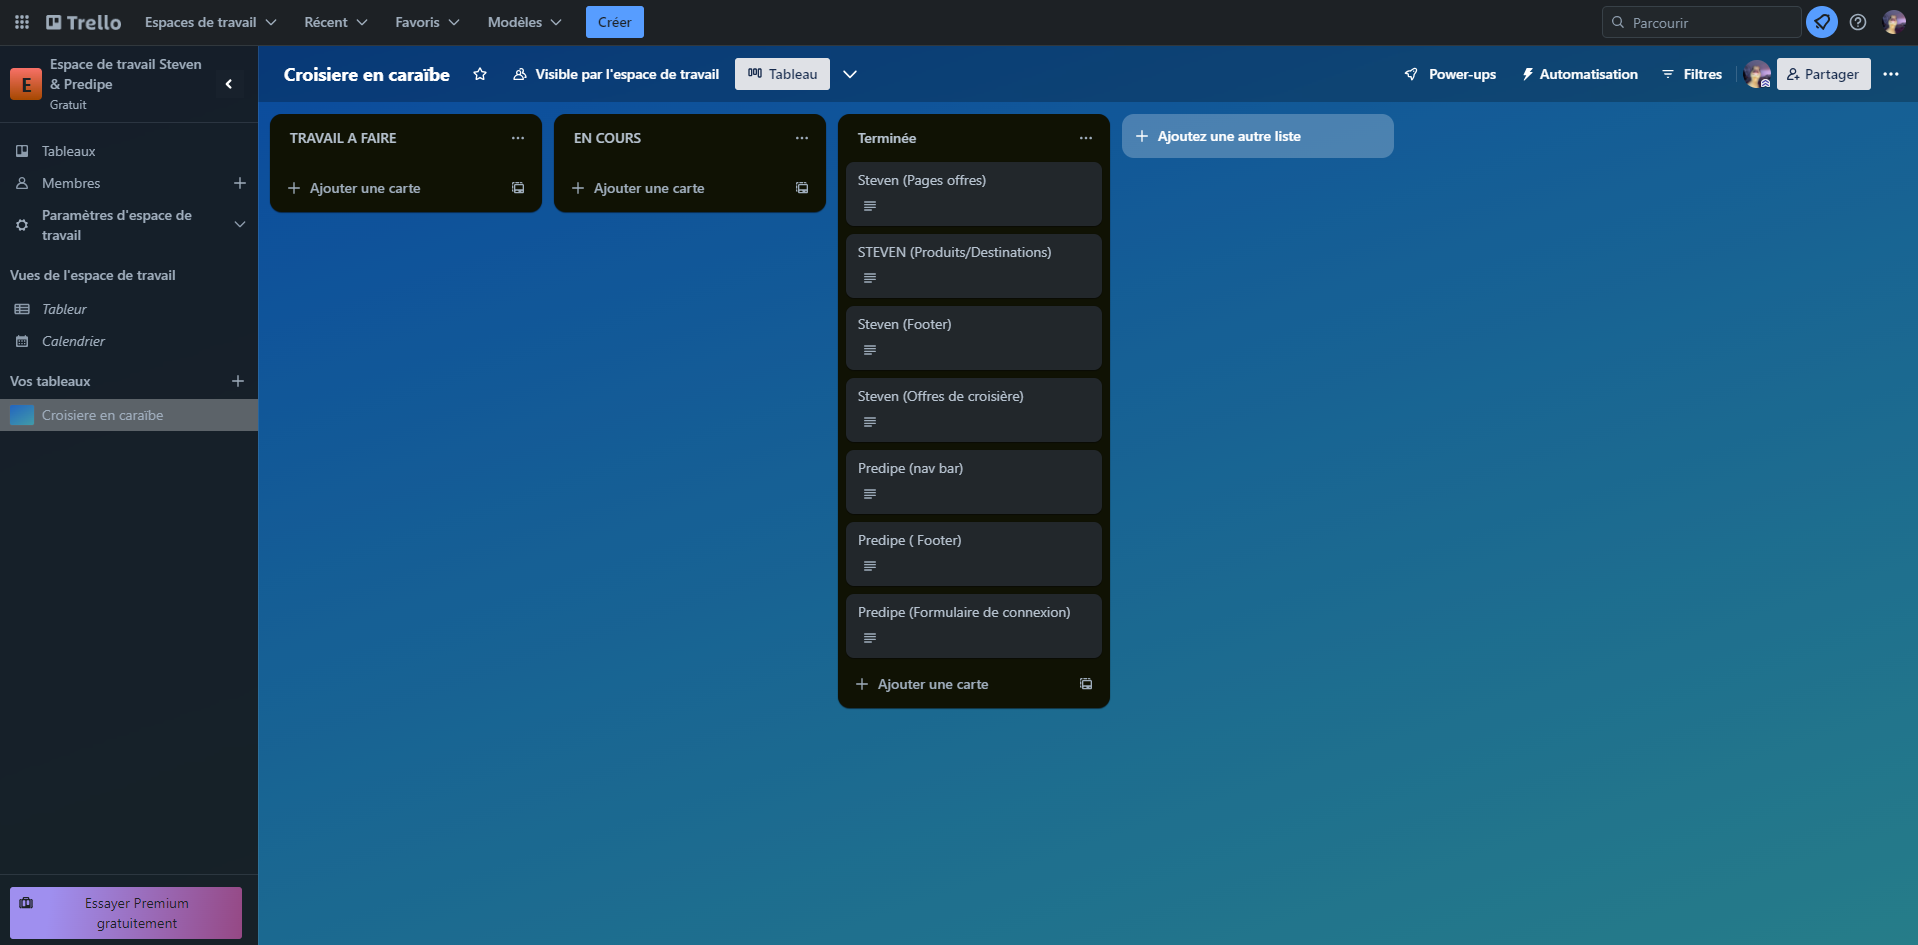 Trello
Espaces de travail
Récent
Favoris
Modèles
Créer
Parcourir
E
Espace de travail Steven
& Predipe
Gratuit
Croisiere en caraïbe
Visible par l'espace de travail
Tableau
Power-ups
Automatisation
Filtres
Partager
Tableaux
Membres
Paramètres d'espace de
travail
Vues de l'espace de travail
Tableur
Calendrier
Vos tableaux
Croisiere en caraïbe
Essayer Premium
gratuitement
TRAVAIL A FAIRE
Ajouter une carte
EN COURS
Ajouter une carte
Terminée
Steven (Pages offres)
STEVEN (Produits/Destinations)
Steven (Footer)
Steven (Offres de croisière)
Predipe (nav bar)
Predipe ( Footer)
Predipe (Formulaire de connexion)
Ajouter une carte
Ajoutez une autre liste